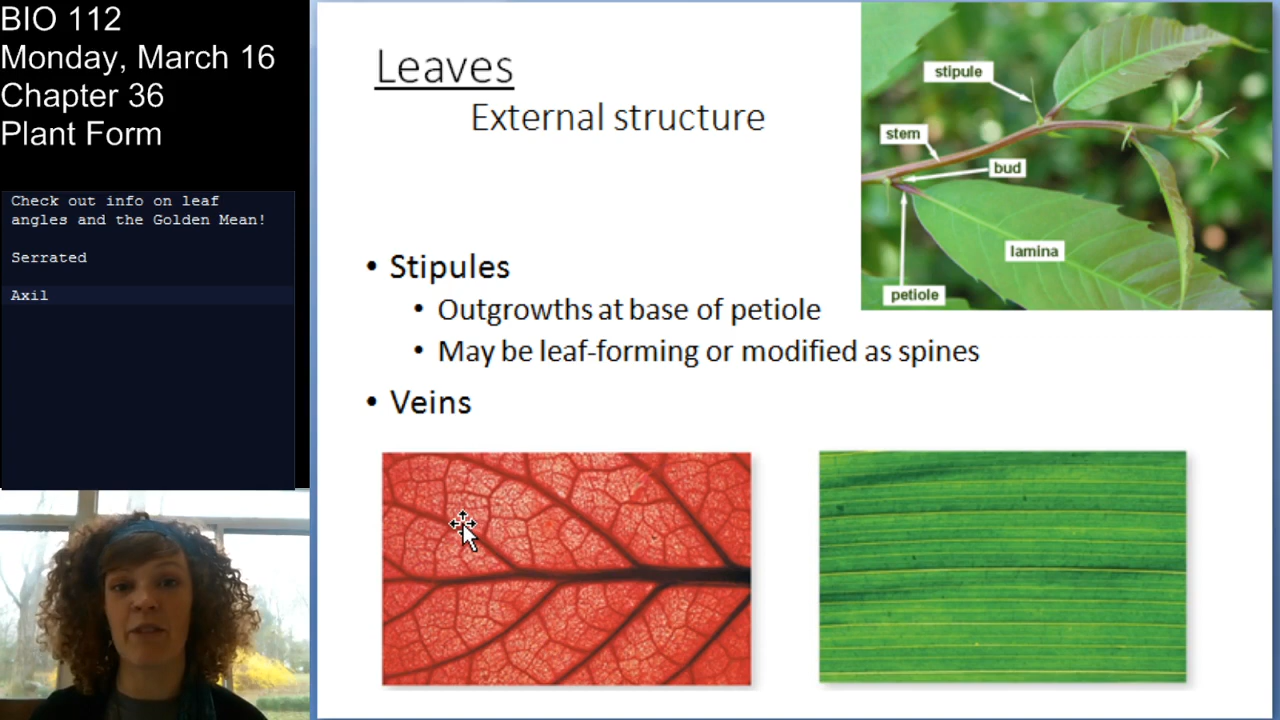 BIO 112
Monday, March 16
Chapter 36
Plant Form
Check out info on leaf
angles and the Golden Mean!
Serrated
Axil
Leaves
External structure
stipule
stem
bud
lamina
petiole
• Stipules
• Outgrowths at base of petiole
• May be leaf-forming or modified as spines
• Veins